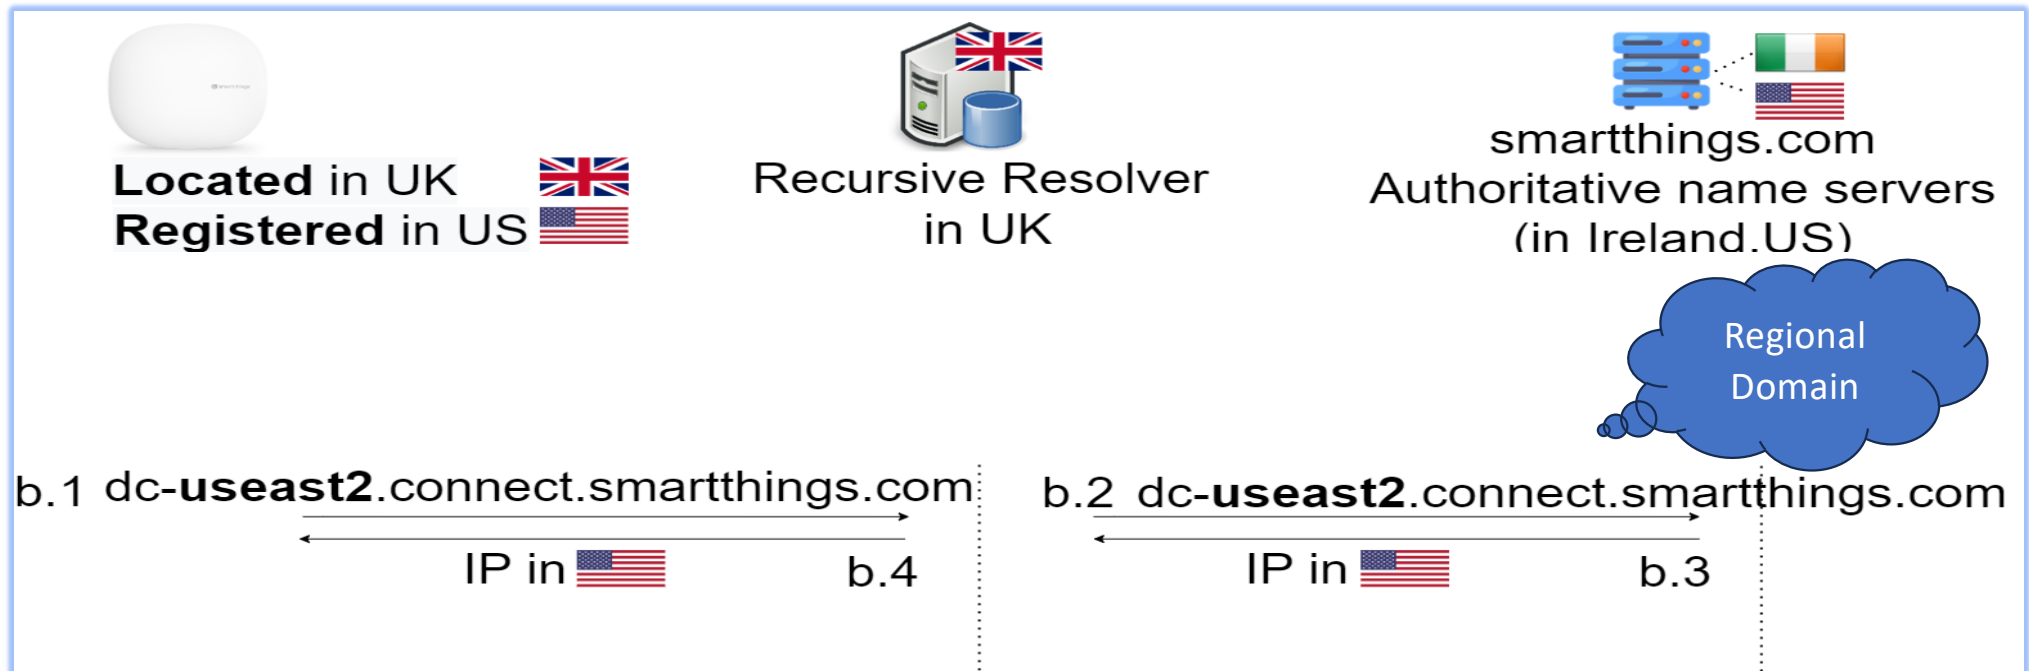 Located in UK
Registered in US
Recursive Resolver
in UK
smartthings.com
Authoritative name servers
(in Ireland.US)
Regional
Domain
b.1 dc-useast2.connect.smartthings.com
b.2 dc-useast2.connect.smartthings.com
IP in
b.4
IP in
b.3